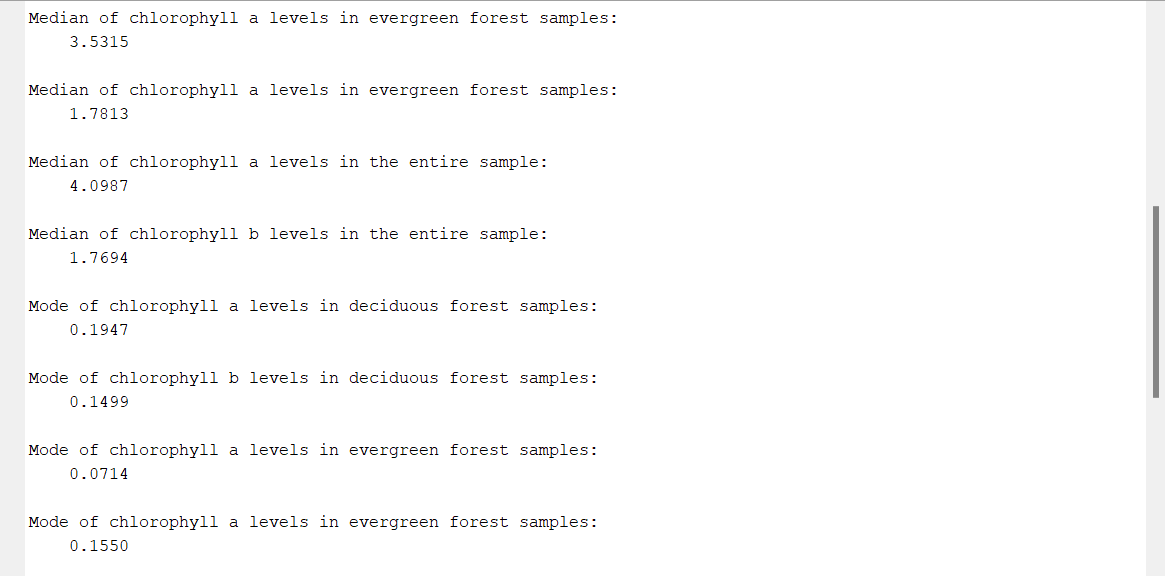 Median of chlorophyll a levels in evergreen forest samples:
3.5315
Median of chlorophyll a levels in evergreen forest samples:
1.7813
Median of chlorophyll a levels in the entire sample:
4.0987
Median of chlorophyll b levels in the entire sample:
1.7694
Mode of chlorophyll a levels in deciduous forest samples:
0.1947
Mode of chlorophyll b levels in deciduous forest samples:
0.1499
Mode of chlorophyll a levels in evergreen forest samples:
0.0714
Mode of chlorophyll a levels in evergreen forest samples:
0.1550